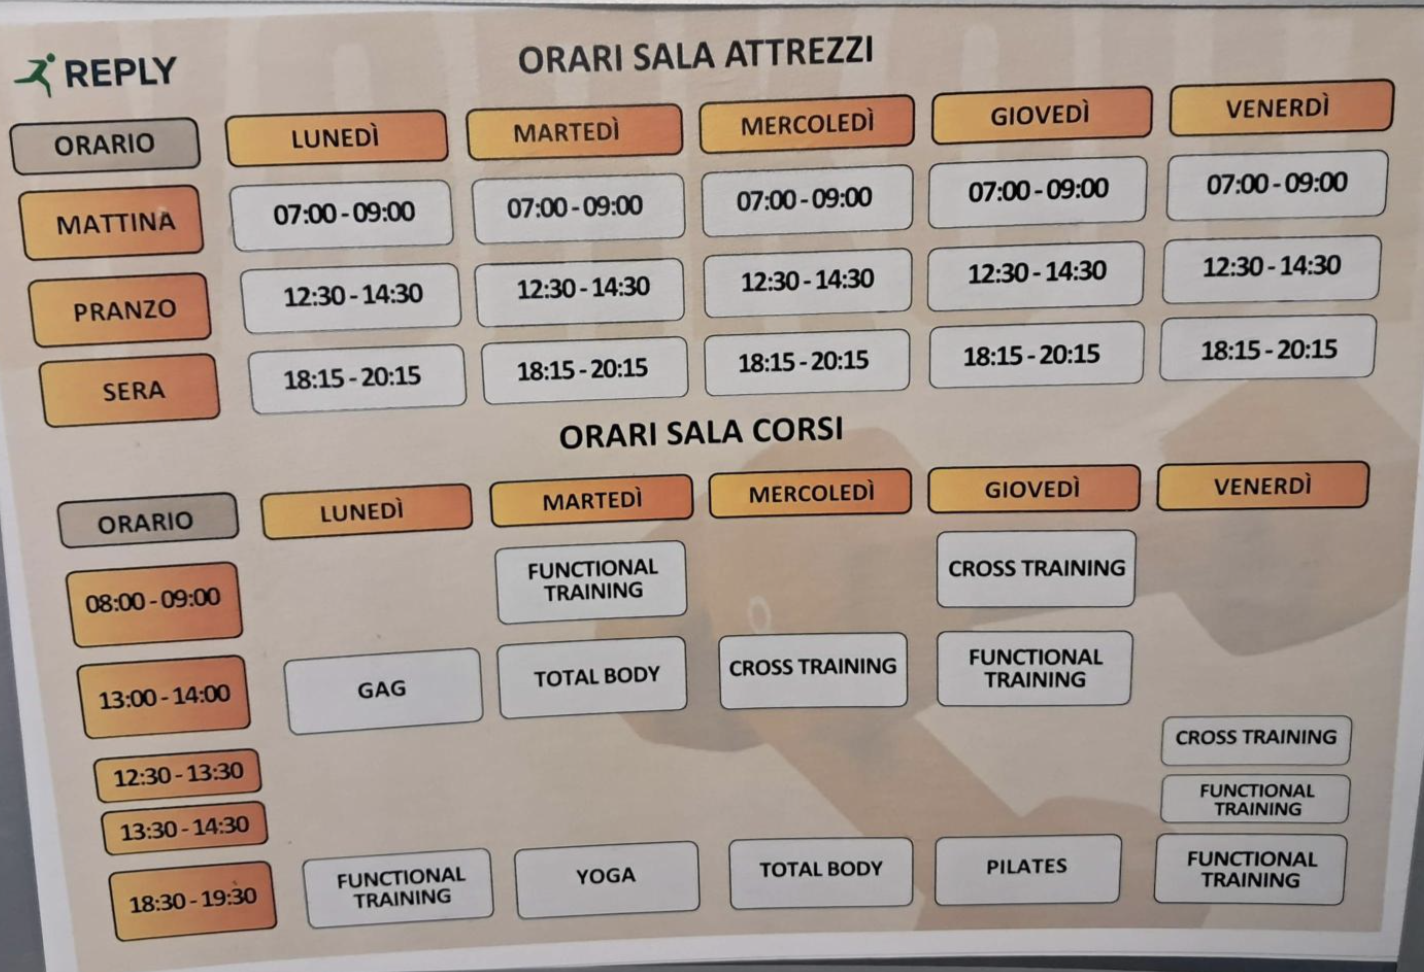 REPLY
ORARI SALA ATTREZZI
ORARIO LUNEDÌ MARTEDÌ MERCOLEDÌ GIOVEDÌ VENERDÌ
MATTINA 07:00 - 09:00 07:00 - 09:00 07:00 - 09:00 07:00 - 09:00 07:00 - 09:00
PRANZO 12:30 - 14:30 12:30 - 14:30 12:30 - 14:30 12:30 - 14:30 12:30 - 14:30
SERA 18:15 - 20:15 18:15 - 20:15 18:15 - 20:15 18:15 - 20:15 18:15 - 20:15
ORARI SALA CORSI
ORARIO LUNEDÌ MARTEDÌ MERCOLEDÌ GIOVEDÌ VENERDÌ
08:00 - 09:00
FUNCTIONAL
TRAINING
CROSS TRAINING
13:00 - 14:00
GAG
TOTAL BODY
CROSS TRAINING
FUNCTIONAL
TRAINING
12:30 - 13:30
CROSS TRAINING
13:30 - 14:30
FUNCTIONAL
TRAINING
18:30 - 19:30
FUNCTIONAL
TRAINING
YOGA
TOTAL BODY
PILATES
FUNCTIONAL
TRAINING